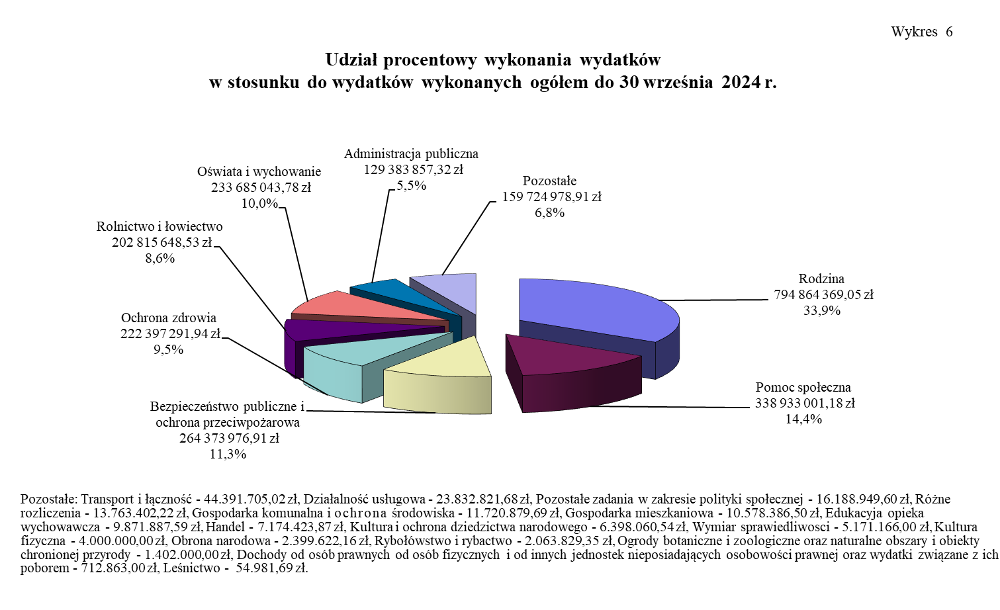 Wykres 6
Udział procentowy wykonania wydatków
w stosunku do wydatków wykonanych ogółem do 30 września 2024 r.
Administracja publiczna
129 383 857,32 zł
5,5%
Oświata i wychowanie
233 685 043,78 zł
10,0%
Pozostałe
159 724 978,91 zł
6,8%
Rolnictwo i łowiectwo
202 815 648,53 zł
8,6%
Rodzina
794 864 369,05 zł
33,9%
Ochrona zdrowia
222 397 291,94 zł
9,5%
Pomoc społeczna
338 933 001,18 zł
14,4%
Bezpieczeństwo publiczne i
ochrona przeciwpożarowa
264 373 976,91 zł
11,3%
Pozostałe: Transport i łączność - 44.391.705,02 zł, Działalność usługowa - 23.832.821,68 zł, Pozostałe zadania w zakresie polityki społecznej - 16.188.949,60 zł, Różne
rozliczenia - 13.763.402,22 zł, Gospodarka komunalna i ochrona środowiska - 11.720.879,69 zł, Gospodarka mieszkaniowa - 10.578.386,50 zł, Edukacyja opieka
wychowawcza - 9.871.887,59 zł, Handel - 7.174.423,87 zł, Kultura i ochrona dziedzictwa narodowego - 6.398.060,54 zł, Wymiar sprawiedliwosci - 5.171.166,00 zł, Kultura
fizyczna - 4.000.000,00 zł, Obrona narodowa - 2.399.622,16 zł, Rybołówstwo i rybactwo - 2.063.829,35 zł, Ogrody botaniczne i zoologiczne oraz naturalne obszary i obiekty
chronionej przyrody - 1.402.000,00 zł, Dochody od osób prawnych od osób fizycznych i od innych jednostek nieposiadających osobowości prawnej oraz wydatki związane z ich
poborem - 712.863,00 zł, Leśnictwo - 54.981,69 zł.